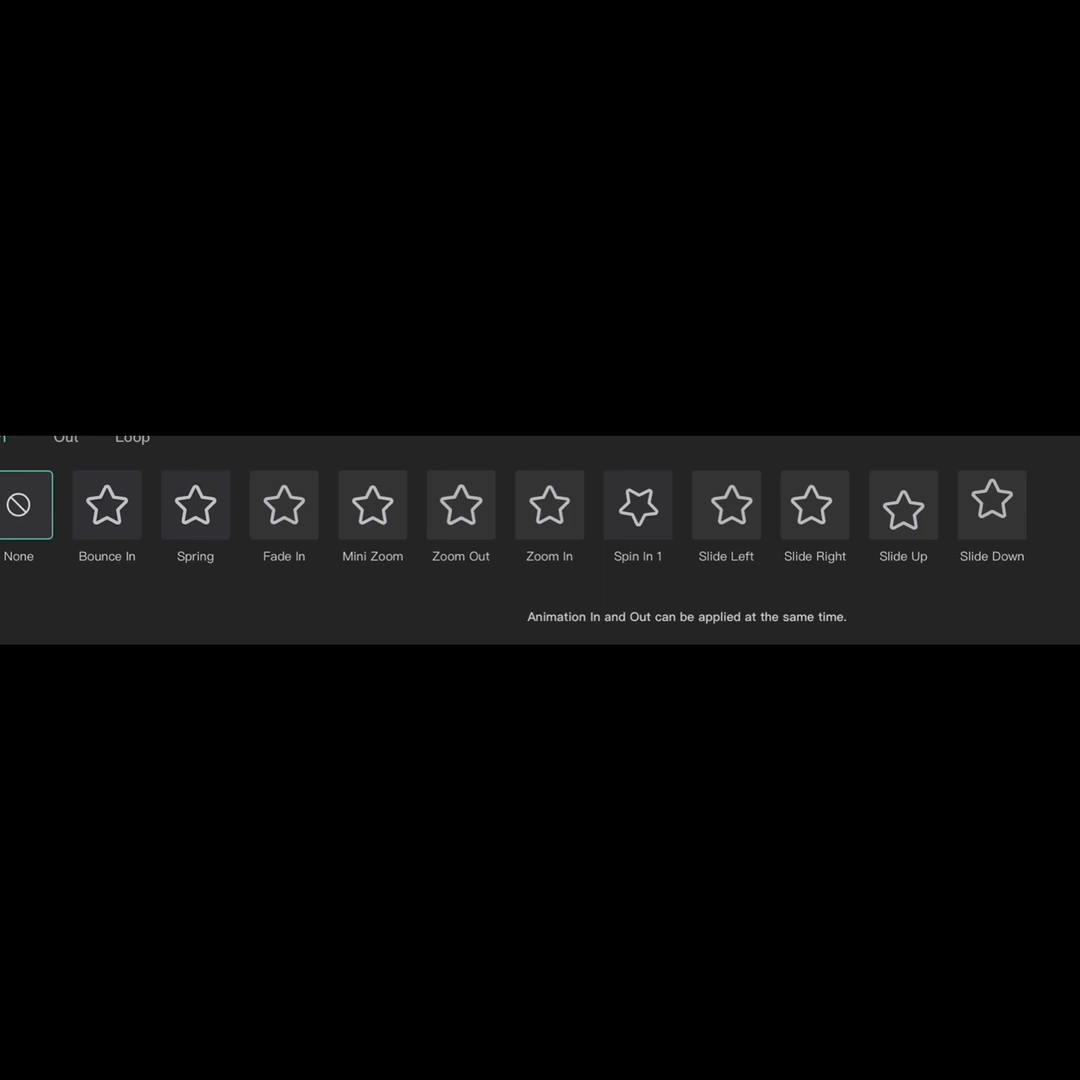 Out Loop
None Bounce In Spring Fade In Mini Zoom Zoom Out Zoom In Spin In 1 Slide Left Slide Right Slide Up Slide Down
Animation In and Out can be applied at the same time.